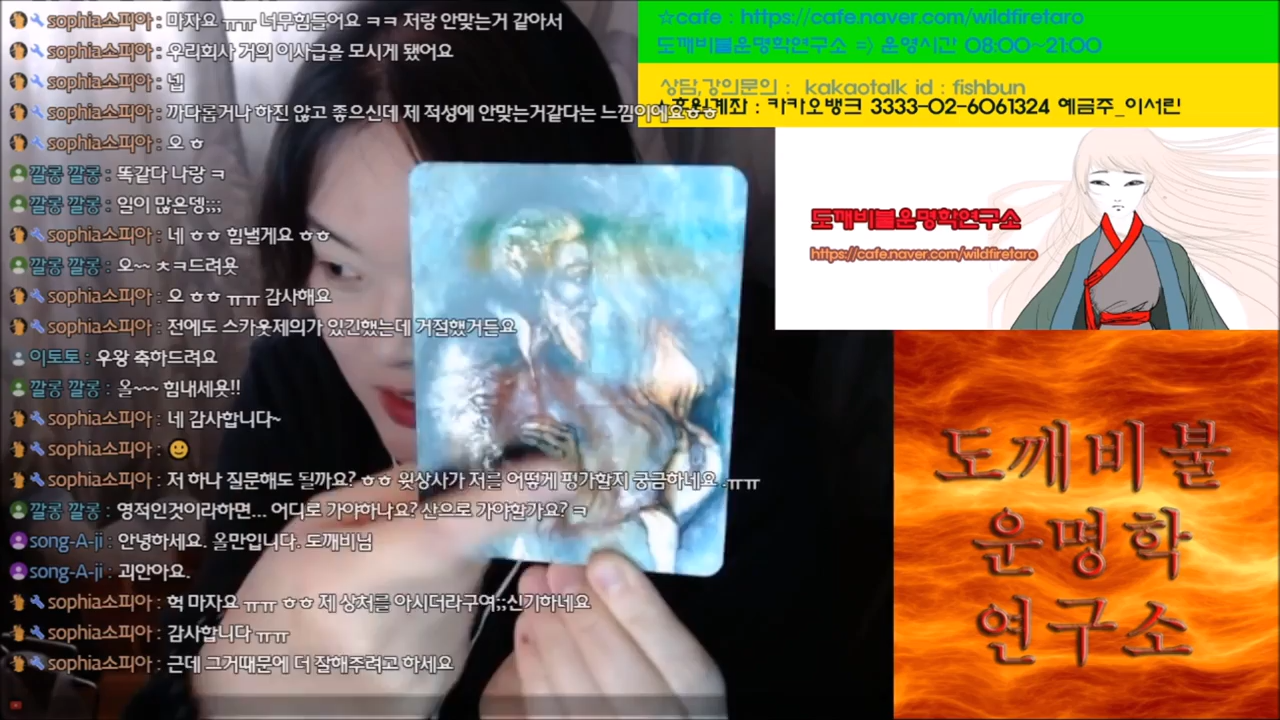 sophia소피아 : 마자요 ㅠㅠ 너무힘들어요 ㅋㅋ 저랑 안맞는거 같아서
sophia소피아 : 우리회사 거의 이사급을 모시게 됐어요
sophia소피아 : 넵
sophia소피아 : 까다롭거나 하진 않고 좋으신데 제 적성에 안맞는거같다는 느낌이에요ㅎㅎ
sophia소피아 : 오 ㅎ
깔롱 깔롱 : 똑같다 나랑 ㅋ
깔롱 깔롱 : 일이 많은뎅;;;
sophia소피아 : 네 ㅎㅎ 힘낼게요 ㅎㅎ
깔롱 깔롱 : 오~~ ㅊㅋ드려욧
sophia소피아 : 오 ㅎㅎ ㅠㅠ 감사해요
sophia소피아 : 전에도 스카웃제의가 있긴했는데 거절했거든요
이토토 : 우왕 축하드려요
깔롱 깔롱 : 올~~~ 힘내세욧!!
sophia소피아 : 네 감사합니다~
sophia소피아 : 🙂
sophia소피아 : 저 하나 질문해도 될까요? ㅎㅎ 윗상사가 저를 어떻게 평가할지 궁금하네요 .ㅠㅠ
깔롱 깔롱 : 영적인것이라하면... 어디로 가야하나요? 산으로 가야할가요? ㅋ
song-A-ji : 안녕하세요. 올만입니다. 도깨비님
song-A-ji : 괴안아요.
sophia소피아 : 헉 마자요 ㅠㅠ ㅎㅎ 제 상처를 아시더라구여;;신기하네요
sophia소피아 : 감사합니다 ㅠㅠ
sophia소피아 : 근데 그거때문에 더 잘해주려고 하세요
☆cafe : https://cafe.naver.com/wildfiretaro
도깨비불운명학연구소 => 운영시간 08:00~21:00
상담,강의문의 : kakaotalk id : fishbun
★후원계좌 : 카카오뱅크 3333-02-6061324 예금주_이서린
도깨비불운명학연구소
https://cafe.naver.com/wildfiretaro
도깨비불
운명학
연구소